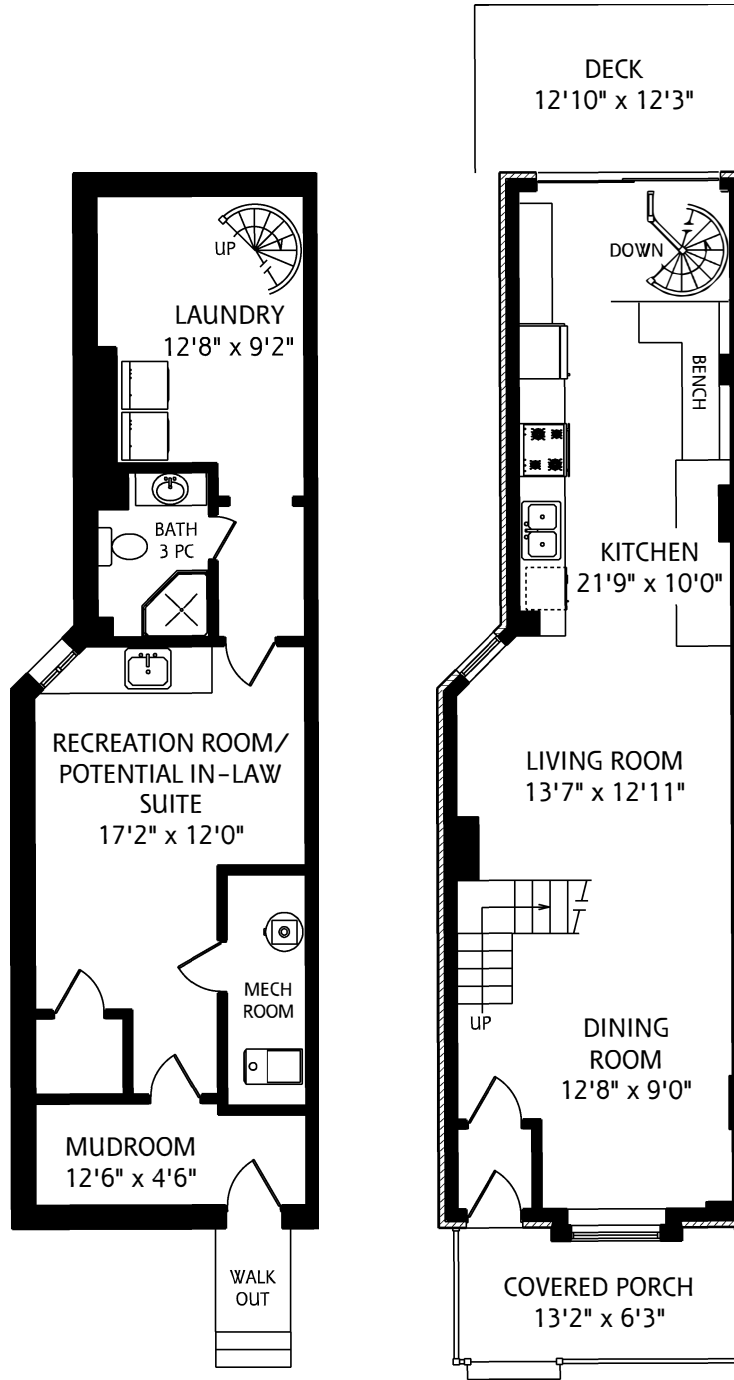 UP
LAUNDRY
12'8" x 9'2"
BATH
3 PC
RECREATION ROOM/
POTENTIAL IN-LAW
SUITE
17'2" x 12'0"
MECH
ROOM
MUDROOM
12'6" x 4'6"
WALK
OUT
DECK
12'10" x 12'3"
DOWN
BENCH
KITCHEN
21'9" x 10'0"
LIVING ROOM
13'7" x 12'11"
UP
DINING
ROOM
12'8" x 9'0"
COVERED PORCH
13'2" x 6'3"